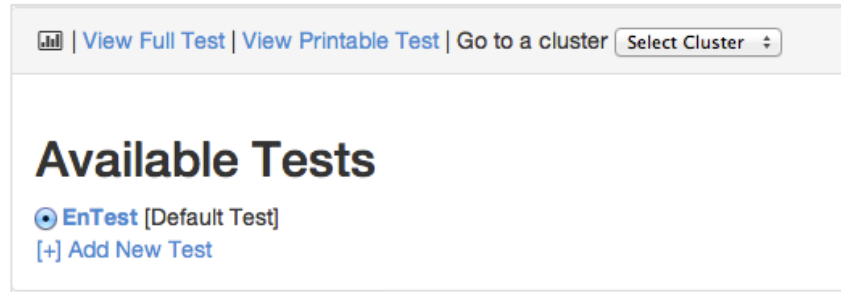 | View Full Test | View Printable Test | Go to a cluster Select Cluster
Available Tests
EnTest [Default Test]
[+] Add New Test